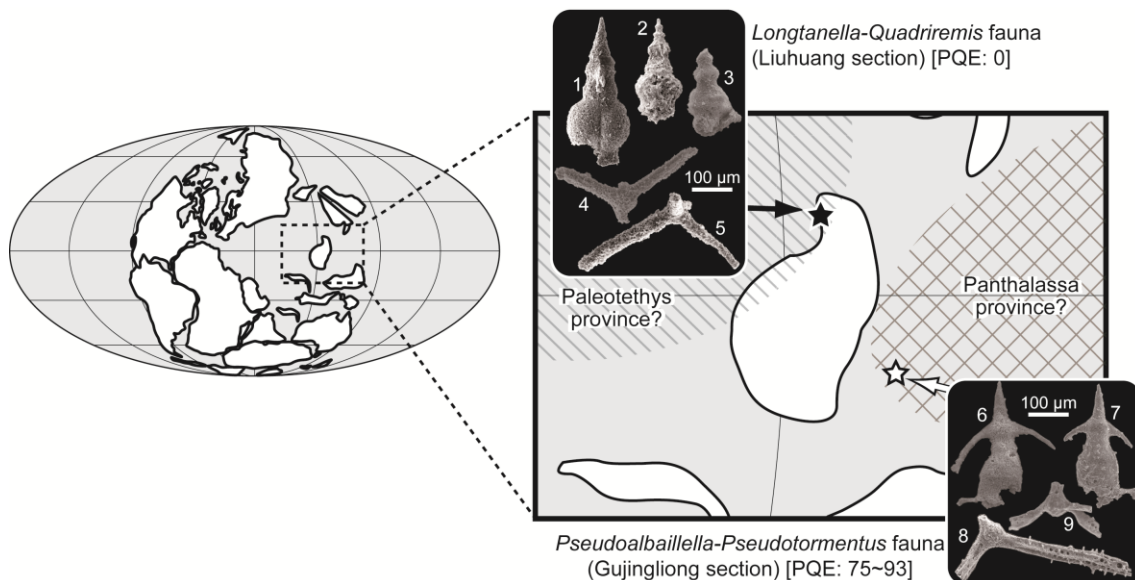 Longtanella-Quadriremis fauna
(Liuhuang section) [PQE: 0]
1
2
3
4
100 µm
5
Paleotethys
province?
Panthalassa
province?
100 µm
6
7
9
8
Pseudoalbaillella-Pseudotormentus fauna
(Gujingliong section) [PQE: 75~93]